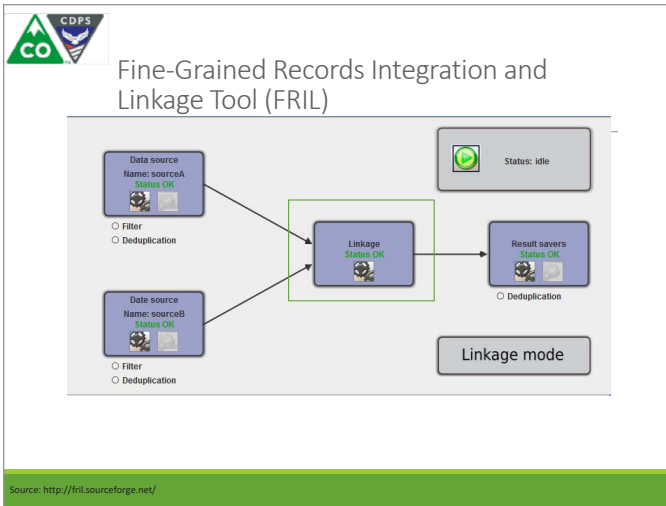 CDPS
CO
Fine-Grained Records Integration and
Linkage Tool (FRIL)
Data source
Name: sourceA
Status OK
Filter
Deduplication
Status: idle
Linkage
Status OK
Result savers
Status OK
Deduplication
Date source
Name: sourceB
Status OK
Filter
Deduplication
Linkage mode
Source: http://fril.sourceforge.net/